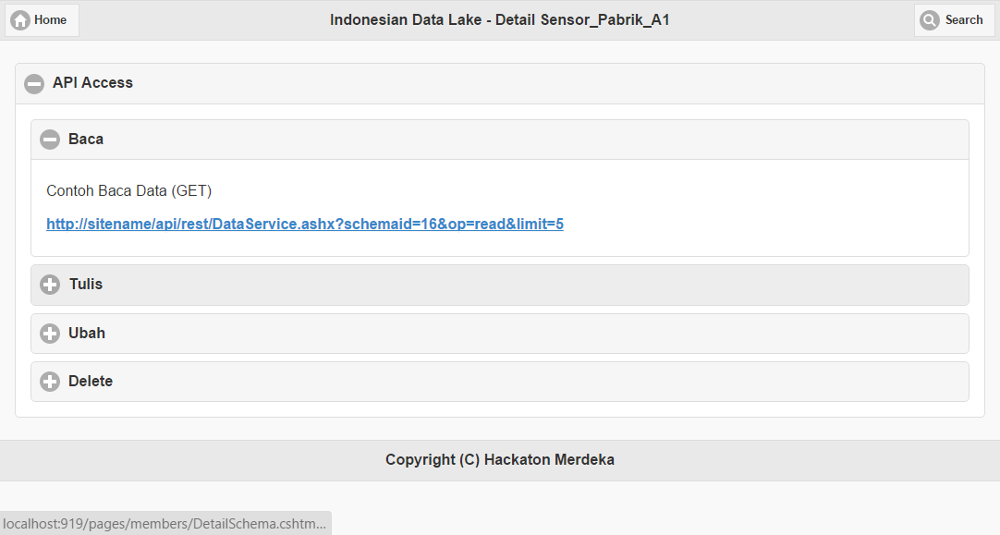 Home
Indonesian Data Lake - Detail Sensor_Pabrik_A1
Search
API Access
Baca
Contoh Baca Data (GET)
http://sitename/api/rest/DataService.ashx?schemaid=16&op=read&limit=5
Tulis
Ubah
Delete
Copyright (C) Hackaton Merdeka
localhost:919/pages/members/DetailSchema.cshtm...